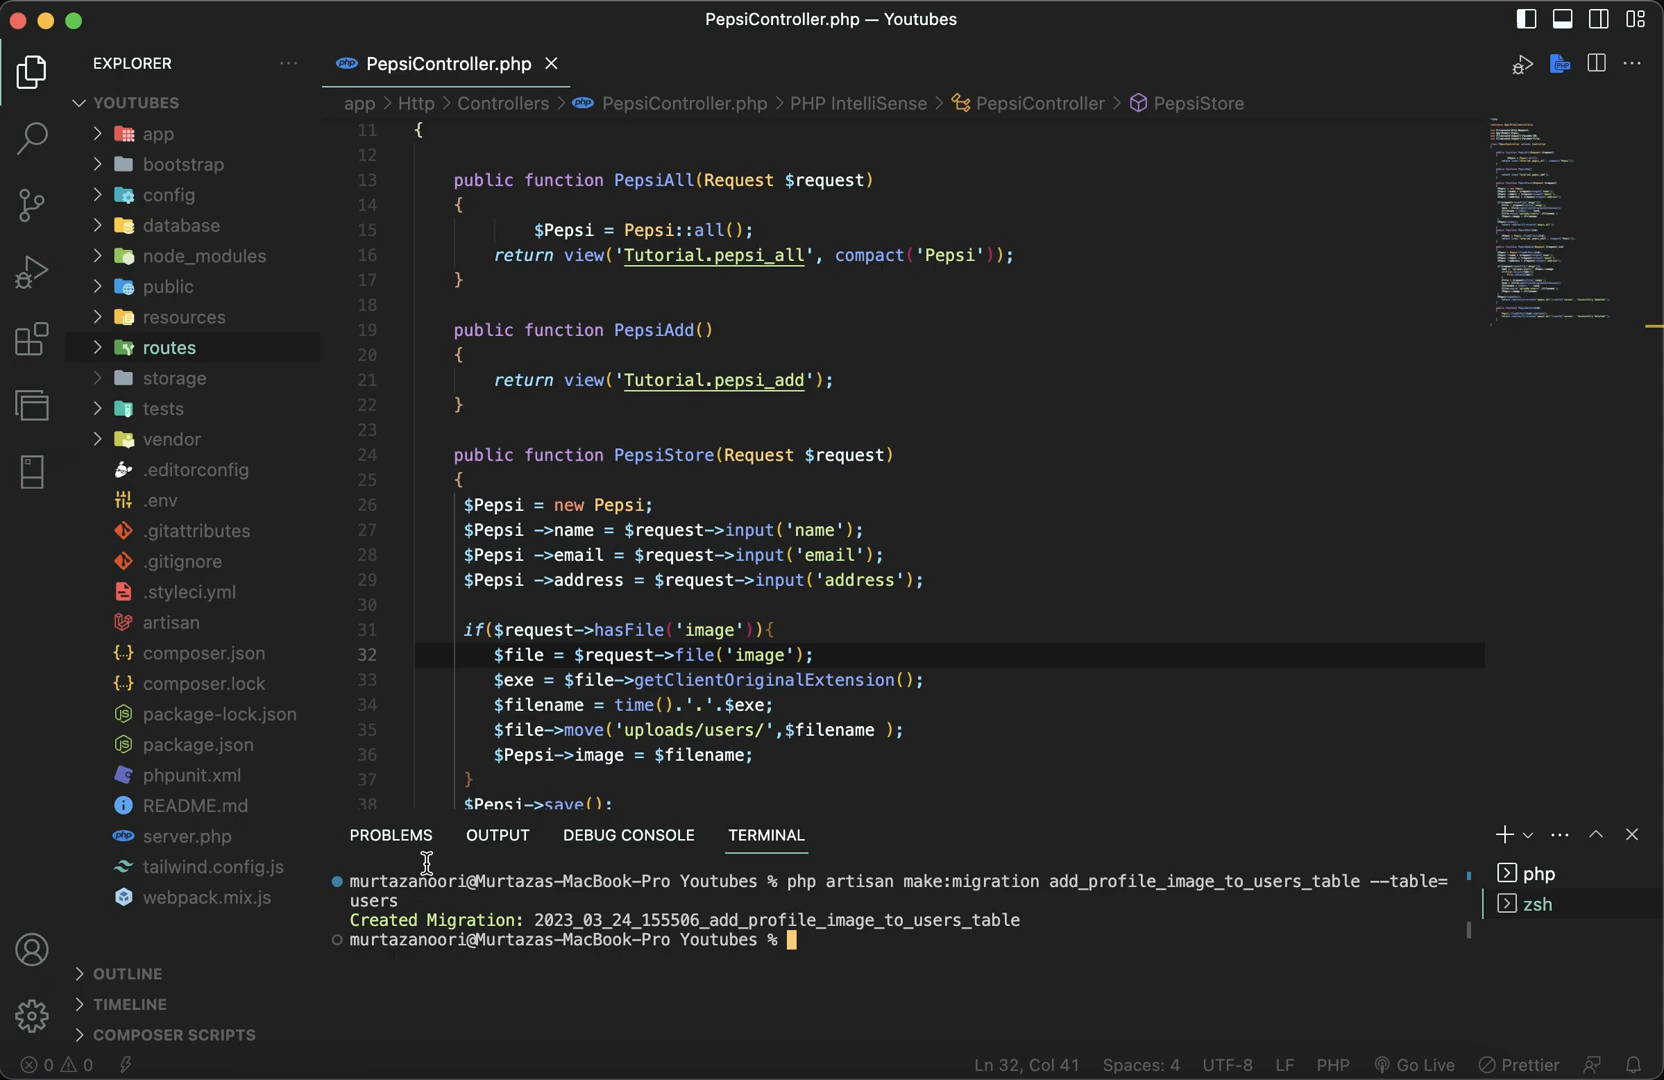 PepsiController.php — Youtubes
EXPLORER
PepsiController.php
YOUTUBES
app > Http > Controllers > PepsiController.php > PHP IntelliSense > PepsiController > PepsiStore
app
bootstrap
config
database
node_modules
public
resources
routes
storage
tests
vendor
.editorconfig
.env
.gitattributes
.gitignore
.styleci.yml
artisan
composer.json
composer.lock
package-lock.json
package.json
phpunit.xml
README.md
server.php
tailwind.config.js
webpack.mix.js
OUTLINE
TIMELINE
COMPOSER SCRIPTS
11 {
12
13 public function PepsiAll(Request $request)
14 {
15 $Pepsi = Pepsi::all();
16 return view('Tutorial.pepsi_all', compact('Pepsi'));
17 }
18
19 public function PepsiAdd()
20 {
21 return view('Tutorial.pepsi_add');
22 }
23
24 public function PepsiStore(Request $request)
25 {
26 $Pepsi = new Pepsi;
27 $Pepsi ->name = $request->input('name');
28 $Pepsi ->email = $request->input('email');
29 $Pepsi ->address = $request->input('address');
30
31 if($request->hasFile('image')){
32 $file = $request->file('image');
33 $exe = $file->getClientOriginalExtension();
34 $filename = time().'.'.$exe;
35 $file->move('uploads/users/',$filename );
36 $Pepsi->image = $filename;
37 }
38 $Pepsi->save();
PROBLEMS OUTPUT DEBUG CONSOLE TERMINAL
murtazanoori@Murtazas-MacBook-Pro Youtubes % php artisan make:migration add_profile_image_to_users_table --table=
users
Created Migration: 2023_03_24_155506_add_profile_image_to_users_table
murtazanoori@Murtazas-MacBook-Pro Youtubes %
php
zsh
0 0
Ln 32, Col 41 Spaces: 4 UTF-8 LF PHP Go Live Prettier